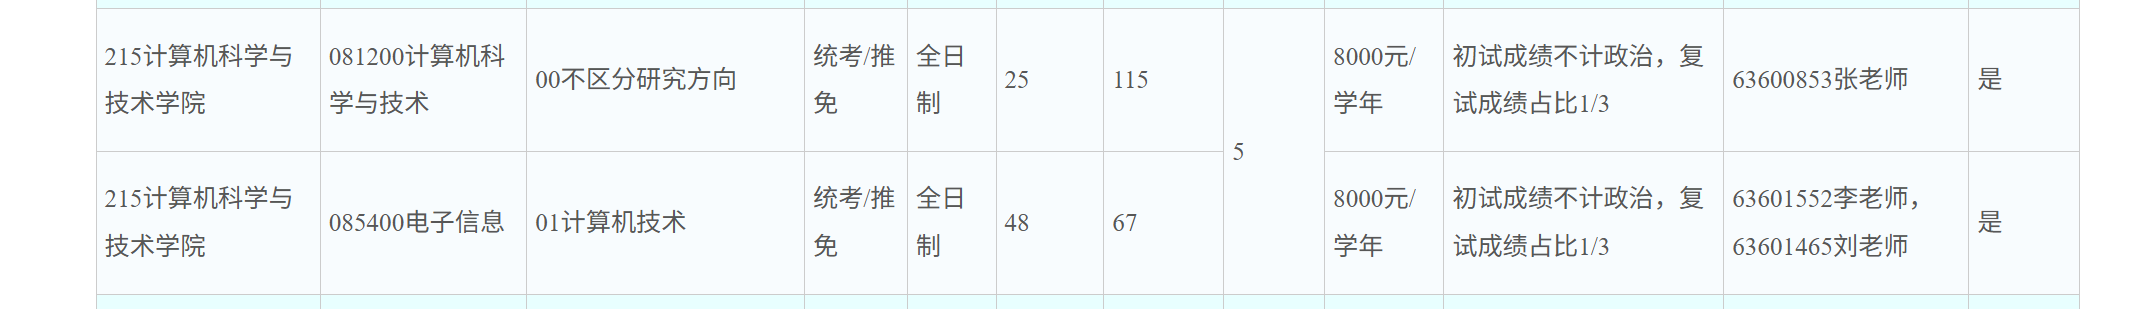 215计算机科学与
技术学院
081200计算机科
学与技术
00不区分研究方向
统考/推
免
全日
制
25
115
5
8000元/
学年
初试成绩不计政治，复
试成绩占比1/3
63600853张老师
是
215计算机科学与
技术学院
085400电子信息
01计算机技术
统考/推
免
全日
制
48
67
8000元/
学年
初试成绩不计政治，复
试成绩占比1/3
63601552李老师，
63601465刘老师
是